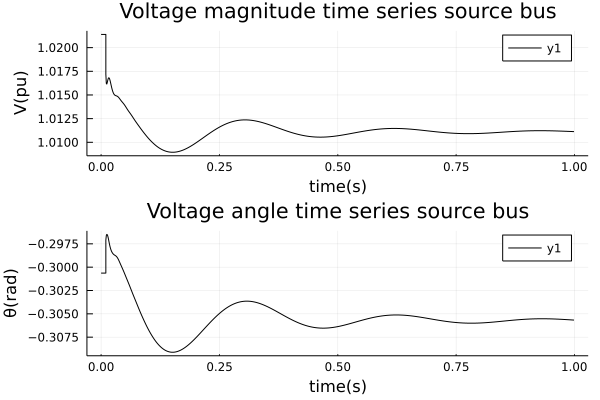 Voltage magnitude time series source bus
V(pu)
1.0200
1.0175
1.0150
1.0125
1.0100
y1
0.00 0.25 0.50 0.75 1.00
time(s)
Voltage angle time series source bus
θ(rad)
−0.2975
−0.3000
−0.3025
−0.3050
−0.3075
y1
0.00 0.25 0.50 0.75 1.00
time(s)